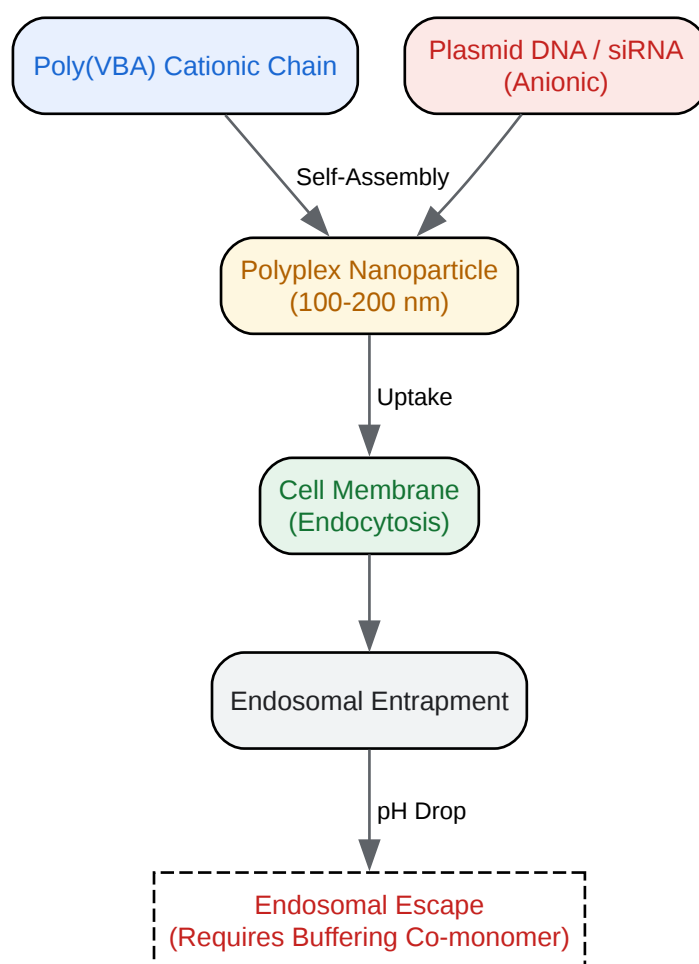 Poly(VBA) Cationic Chain
Plasmid DNA / siRNA
(Anionic)
Self-Assembly
Polyplex Nanoparticle
(100-200 nm)
Uptake
Cell Membrane
(Endocytosis)
Endosomal Entrapment
pH Drop
Endosomal Escape
(Requires Buffering Co-monomer)